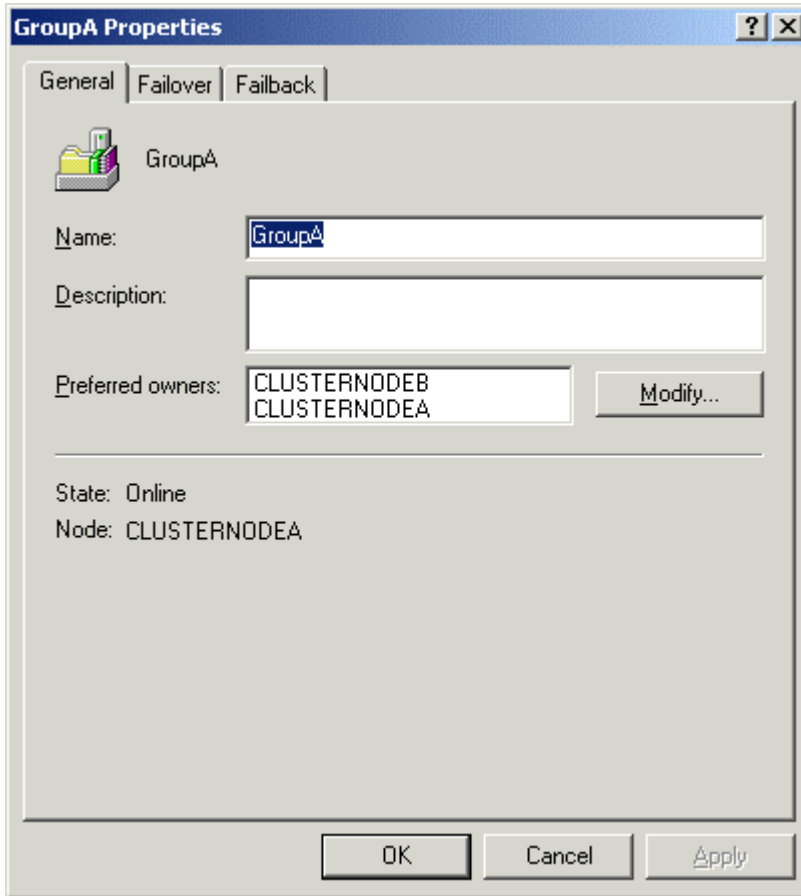 GroupA Properties
General Failover Failback
GroupA
Name: GroupA
Description:
Preferred owners: CLUSTERNODEB
CLUSTERNODEA
Modify...
State: Online
Node: CLUSTERNODEA
OK Cancel Apply